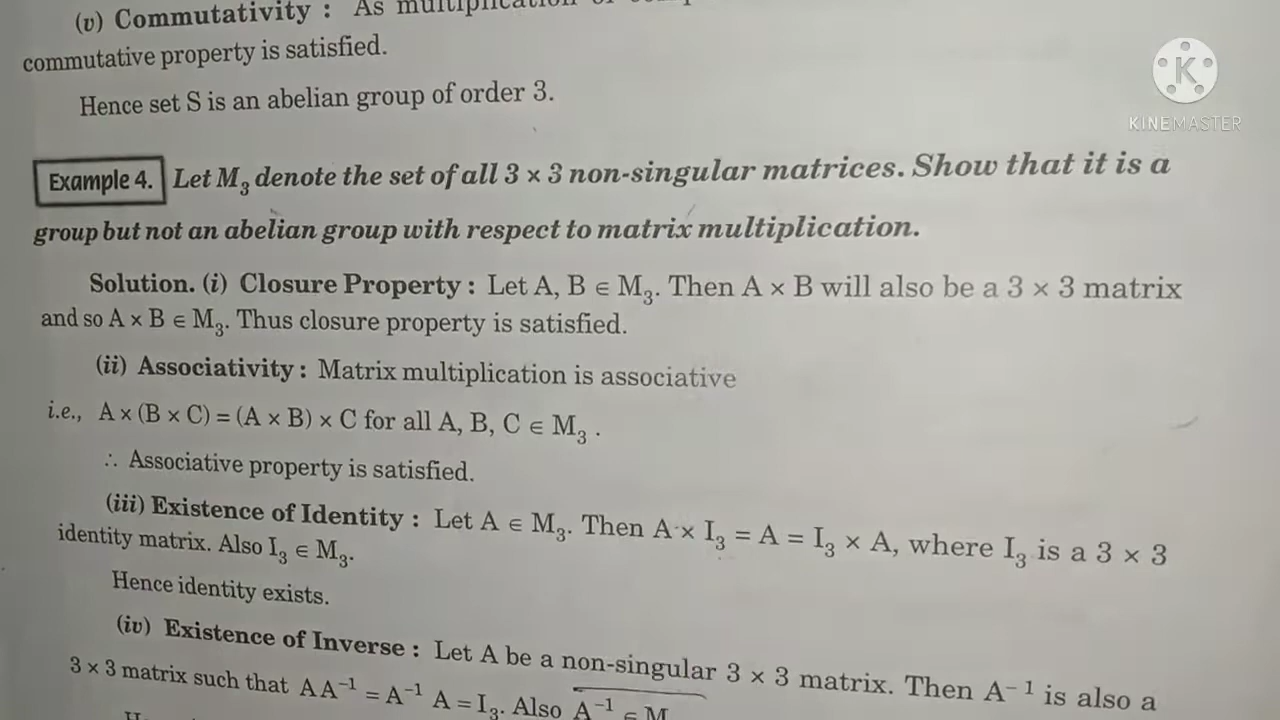 (v) Commutativity : As multiplication of
commutative property is satisfied.
Hence set S is an abelian group of order 3.
KINEMASTER
Example 4. Let M₃ denote the set of all 3 × 3 non-singular matrices. Show that it is a
group but not an abelian group with respect to matrix multiplication.
Solution. (i) Closure Property : Let A, B ∈ M₃. Then A × B will also be a 3 × 3 matrix
and so A × B ∈ M₃. Thus closure property is satisfied.
(ii) Associativity : Matrix multiplication is associative
i.e., A × (B × C) = (A × B) × C for all A, B, C ∈ M₃ .
∴ Associative property is satisfied.
(iii) Existence of Identity : Let A ∈ M₃. Then A × I₃ = A = I₃ × A, where I₃ is a 3 × 3
identity matrix. Also I₃ ∈ M₃.
Hence identity exists.
(iv) Existence of Inverse : Let A be a non-singular 3 × 3 matrix. Then A⁻¹ is also a
3 × 3 matrix such that AA⁻¹ = A⁻¹ A = I₃. Also A⁻¹ ∈ M